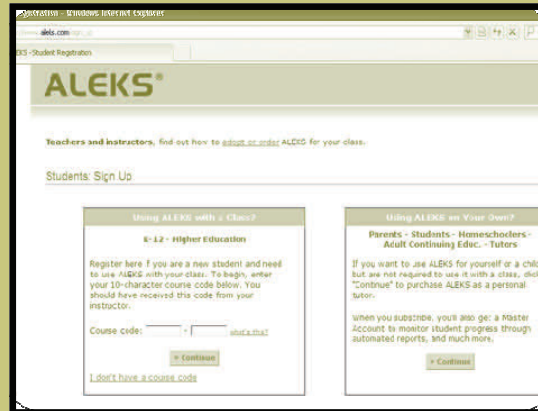 Registration - Windows Internet Explorer
aleks.com
EKS - Student Registration
ALEKS®
Teachers and instructors, find out how to adopt or order ALEKS for your class.
Students: Sign Up
Using ALEKS with a Class?
K-12 - Higher Education
Register here if you are a new student and need
to use ALEKS with your class. To begin, enter
your 10-character course code below. You
should have received this code from your
instructor.
Course code: - what's this?
» Continue
I don't have a course code
Using ALEKS on Your Own?
Parents - Students - Homeschoolers -
Adult Continuing Educ. - Tutors
If you want to use ALEKS for yourself or a child
but are not required to use it with a class, click
"Continue" to purchase ALEKS as a personal
tutor.
When you subscribe, you'll also get: a Master
Account to monitor student progress through
automated reports, and much more.
» Continue